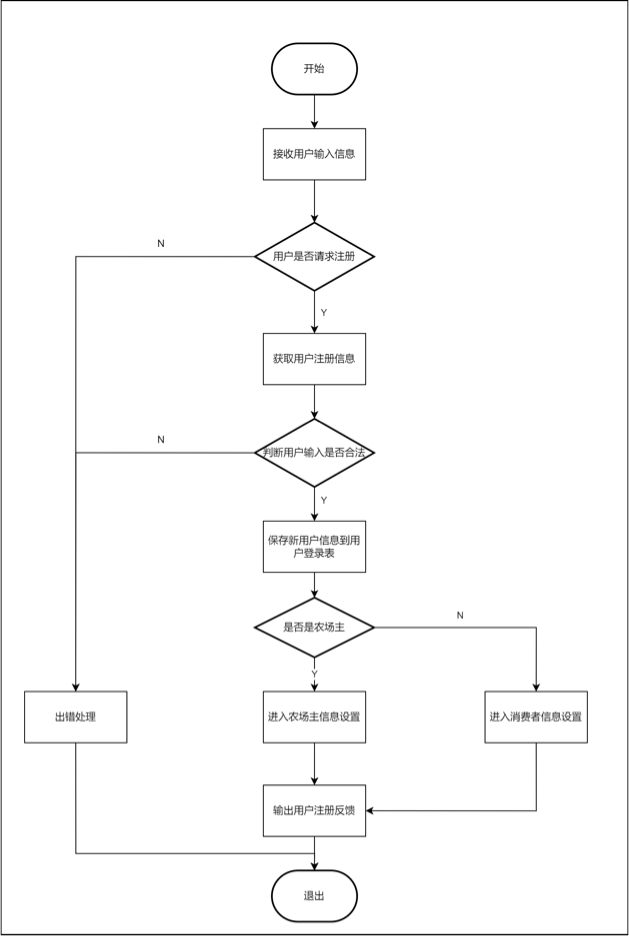 开始
接收用户输入信息
N
用户是否请求注册
Y
获取用户注册信息
N
判断用户输入是否合法
Y
保存新用户信息到用
户登录表
N
是否是农场主
Y
出错处理
进入农场主信息设置
进入消费者信息设置
输出用户注册反馈
退出